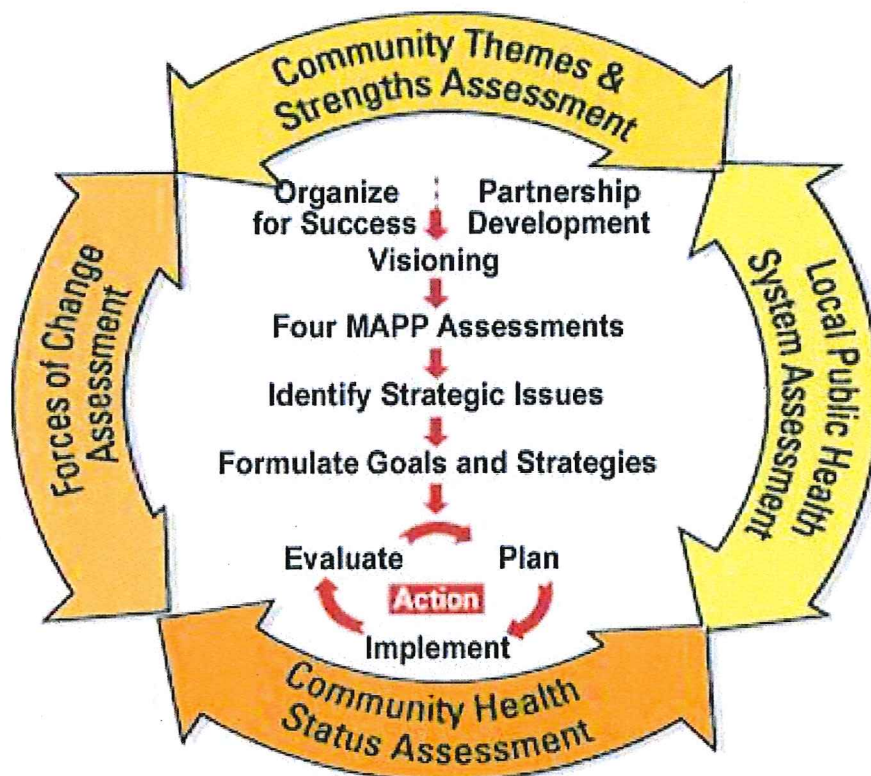 Community Themes &
Strengths Assessment
Organize
for Success
Partnership
Development
Visioning
Four MAPP Assessments
Identify Strategic Issues
Formulate Goals and Strategies
Evaluate
Plan
Action
Implement
Forces of Change
Assessment
Local Public Health
System Assessment
Community Health
Status Assessment